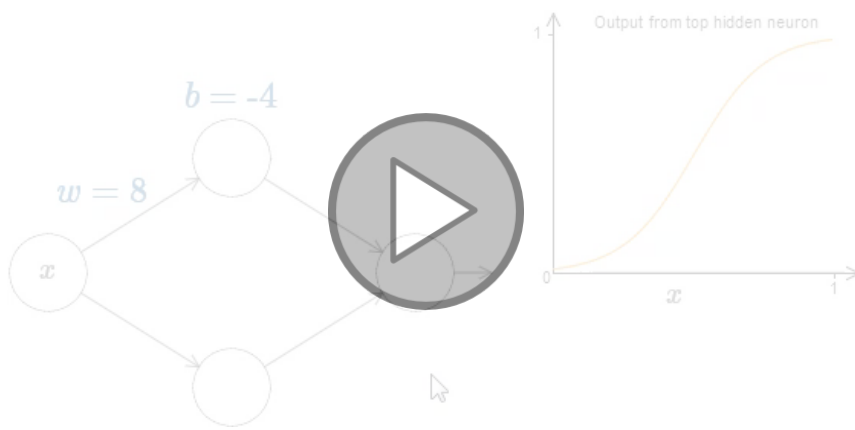 b = -4
w = 8
x
Output from top hidden neuron
1
0
x
1